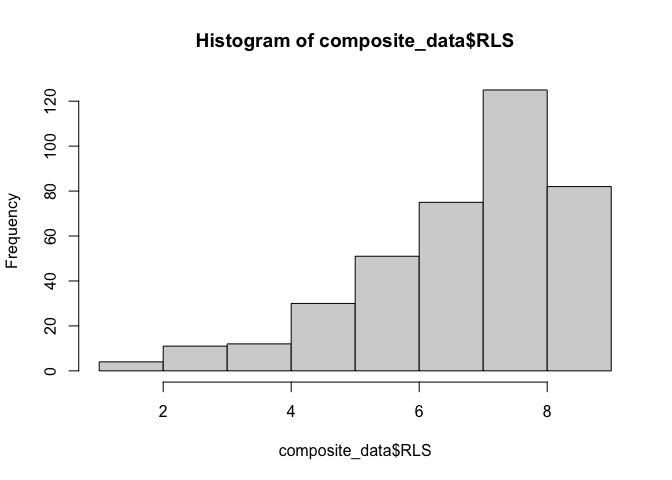 Histogram of composite_data$RLS
Frequency
0 20 40 60 80 100 120
2 4 6 8
composite_data$RLS